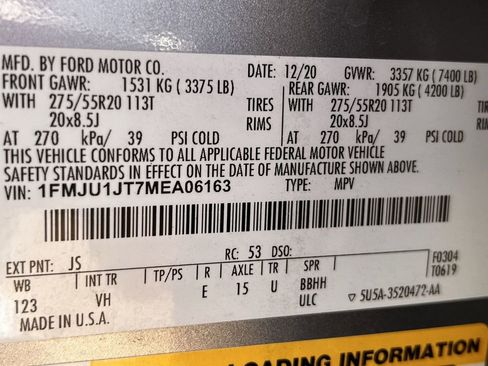 MFD. BY FORD MOTOR CO.
DATE: 12/20 GVWR: 3357 KG ( 7400 LB)
FRONT GAWR: 1531 KG ( 3375 LB) REAR GAWR: 1905 KG ( 4200 LB)
WITH 275/55R20 113T TIRES WITH 275/55R20 113T TIRES
20x8.5J RIMS 20x8.5J RIMS
AT 270 kPa/ 39 PSI COLD AT 270 kPa/ 39 PSI COLD
THIS VEHICLE CONFORMS TO ALL APPLICABLE FEDERAL MOTOR VEHICLE
SAFETY STANDARDS IN EFFECT ON THE DATE OF MANUFACTURE SHOWN ABOVE.
VIN: 1FMJU1JT7MEA06163 TYPE: MPV
EXT PNT: JS RC: 53 DSO: F0304
T0619
WB INT TR TP/PS R AXLE TR SPR
123 VH E 15 U BBHH
ULC ▽ 5U5A-3520472-AA
MADE IN U.S.A.
LOADING INFORMATION